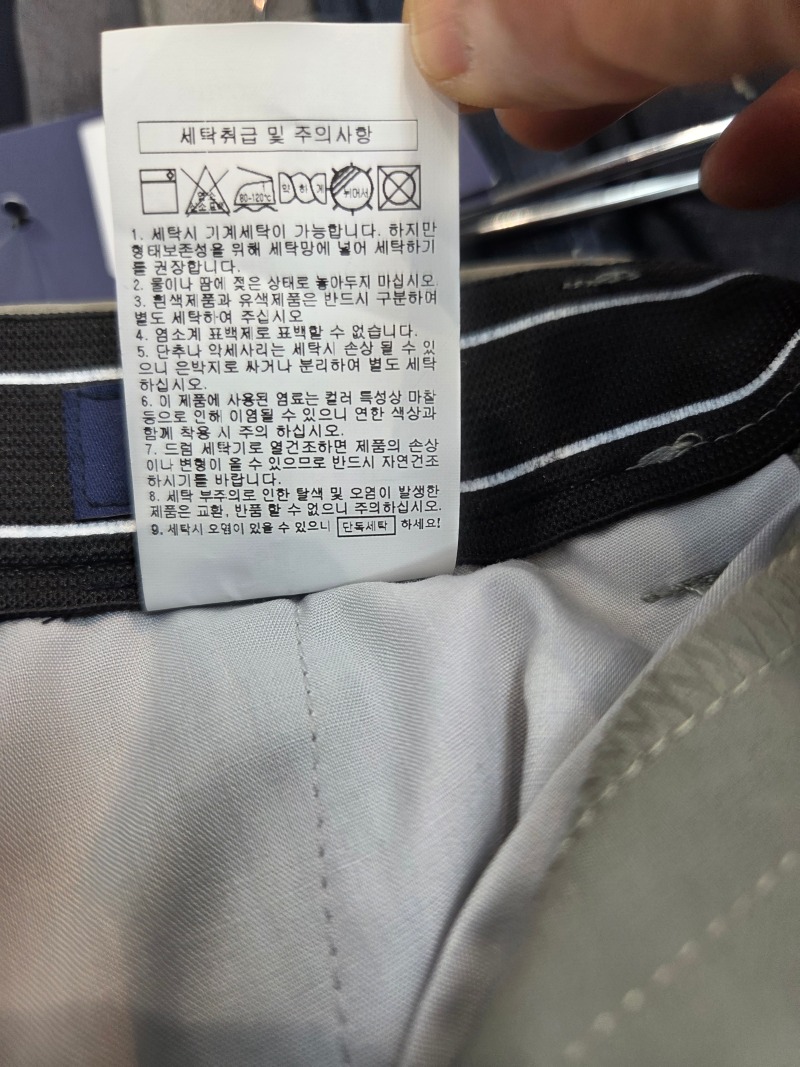 세탁취급 및 주의사항
염소 표백
80-120℃
약 하 게
뉘어서
1. 세탁시 기계세탁이 가능합니다. 하지만
형태보존성을 위해 세탁망에 넣어 세탁하기
를 권장합니다.
2. 물이나 땀에 젖은 상태로 놓아두지 마십시오.
3. 흰색제품과 유색제품은 반드시 구분하여
별도 세탁하여 주십시오
4. 염소계 표백제로 표백할 수 없습니다.
5. 단추나 악세사리는 세탁시 손상 될 수 있
으니 은박지로 싸거나 분리하여 별도 세탁
하십시오.
6. 이 제품에 사용된 염료는 컬러 특성상 마찰
등으로 인해 이염될 수 있으니 연한 색상과
함께 착용 시 주의 하십시오.
7. 드럼 세탁기로 열건조하면 제품의 손상
이나 변형이 올 수 있으므로 반드시 자연건조
하시기를 바랍니다.
8. 세탁 부주의로 인한 탈색 및 오염이 발생한
제품은 교환, 반품 할 수 없으니 주의하십시오.
9. 세탁시 오염이 있을 수 있으니 단독세탁 하세요!